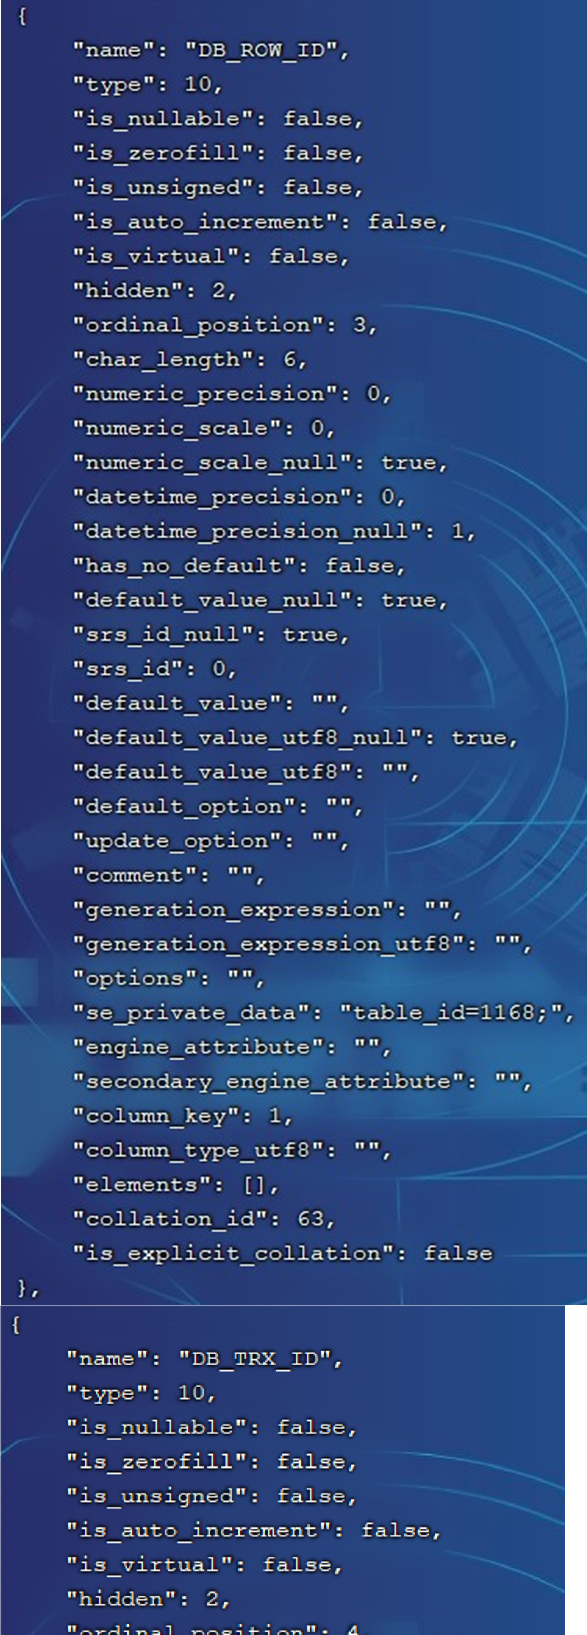 {
"name": "DB_ROW_ID",
"type": 10,
"is_nullable": false,
"is_zerofill": false,
"is_unsigned": false,
"is_auto_increment": false,
"is_virtual": false,
"hidden": 2,
"ordinal_position": 3,
"char_length": 6,
"numeric_precision": 0,
"numeric_scale": 0,
"numeric_scale_null": true,
"datetime_precision": 0,
"datetime_precision_null": 1,
"has_no_default": false,
"default_value_null": true,
"srs_id_null": true,
"srs_id": 0,
"default_value": "",
"default_value_utf8_null": true,
"default_value_utf8": "",
"default_option": "",
"update_option": "",
"comment": "",
"generation_expression": "",
"generation_expression_utf8": "",
"options": "",
"se_private_data": "table_id=1168;",
"engine_attribute": "",
"secondary_engine_attribute": "",
"column_key": 1,
"column_type_utf8": "",
"elements": [],
"collation_id": 63,
"is_explicit_collation": false
},
{
"name": "DB_TRX_ID",
"type": 10,
"is_nullable": false,
"is_zerofill": false,
"is_unsigned": false,
"is_auto_increment": false,
"is_virtual": false,
"hidden": 2,
"ordinal_position": 4